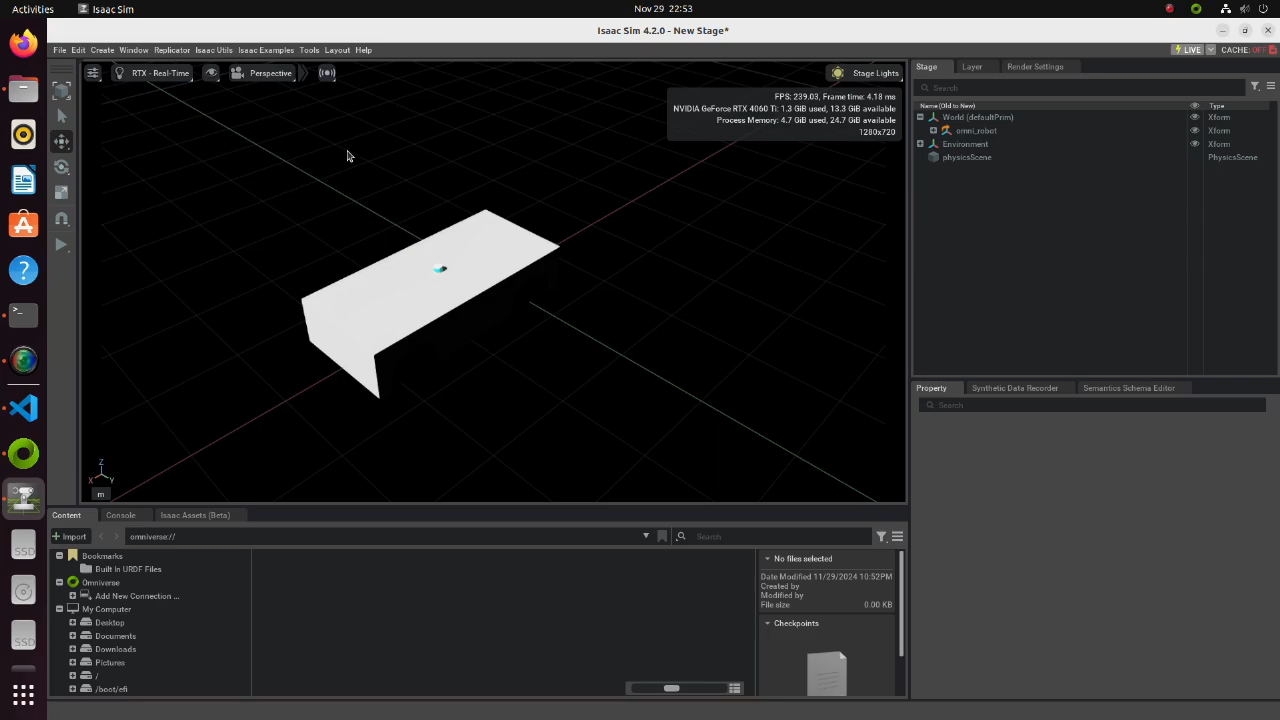 Activities
Isaac Sim
Nov 29 22:53
Isaac Sim 4.2.0 - New Stage*
File Edit Create Window Replicator Isaac Utils Isaac Examples Tools Layout Help
LIVE
CACHE: OFF
RTX - Real-Time
Perspective
Stage Lights
FPS: 239.03, Frame time: 4.18 ms
NVIDIA GeForce RTX 4060 Ti: 1.3 GiB used, 13.3 GiB available
Process Memory: 4.7 GiB used, 24.7 GiB available
1280x720
Z
X Y
m
Stage Layer Render Settings
Search
Name (Old to New) Type
World (defaultPrim) Xform
omni_robot Xform
Environment Xform
physicsScene PhysicsScene
Property Synthetic Data Recorder Semantics Schema Editor
Search
Content Console Isaac Assets (Beta)
Import
omniverse://
Search
Bookmarks
Built In URDF Files
Omniverse
Add New Connection ...
My Computer
Desktop
Documents
Downloads
Pictures
/
/boot/efi
No files selected
Date Modified 11/29/2024 10:52PM
Created by
Modified by
File size 0.00 KB
Checkpoints
SSD
SSD